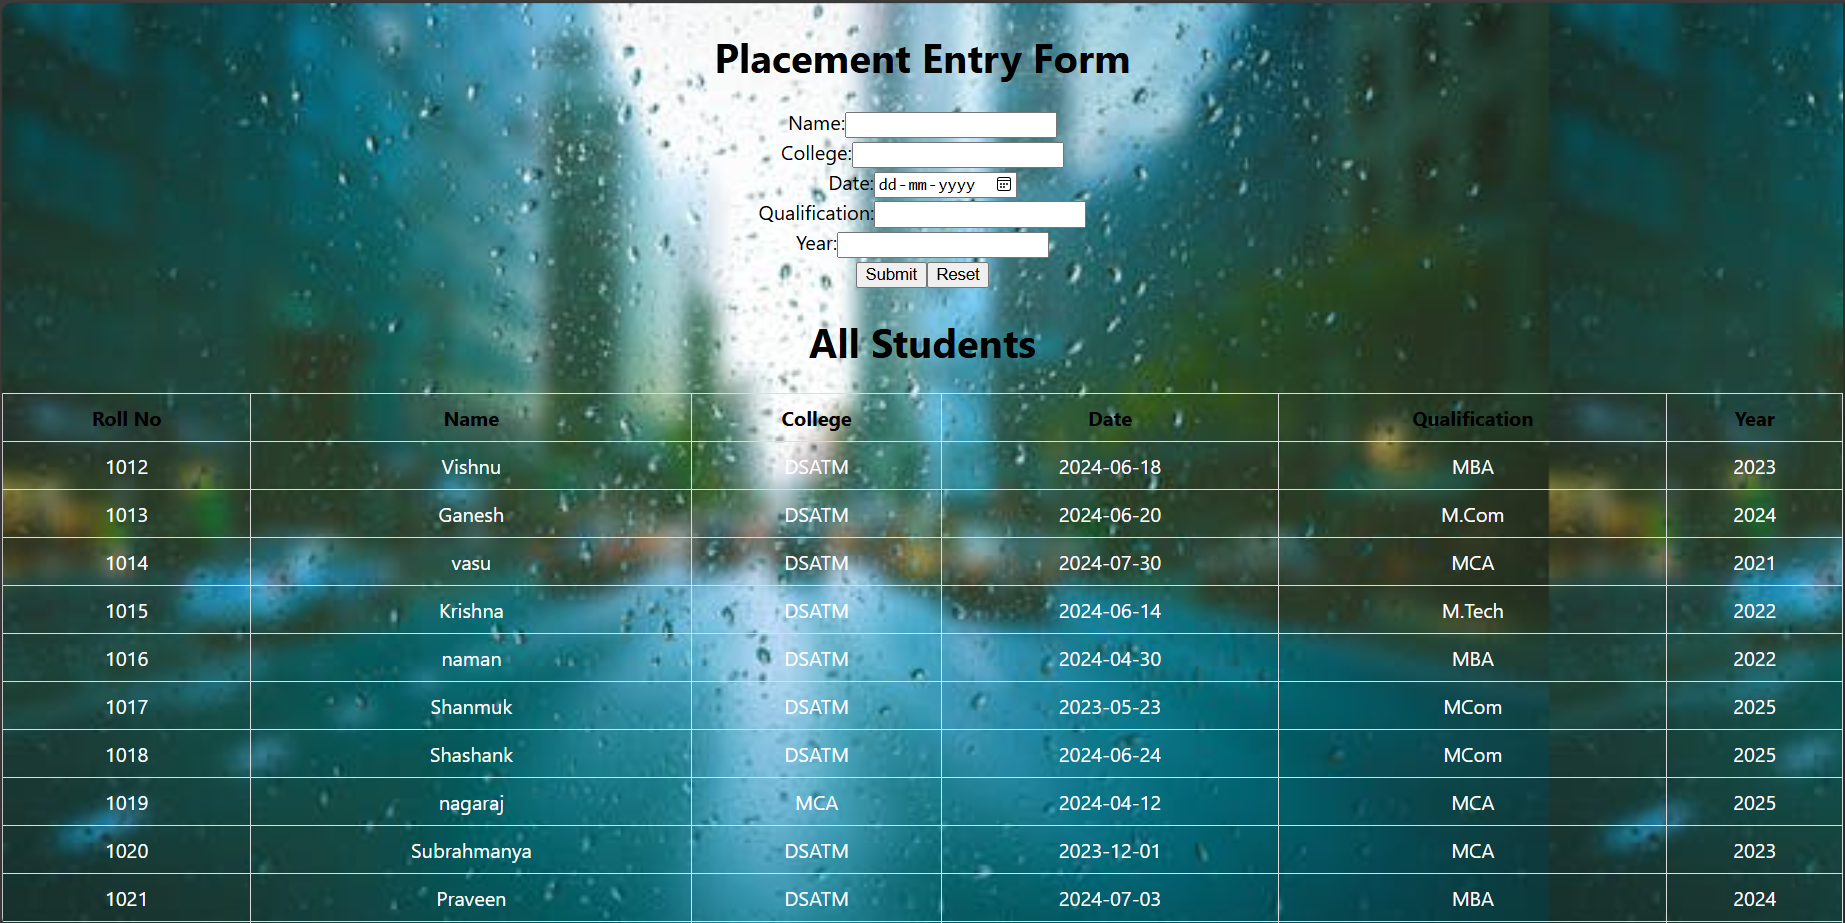 Placement Entry Form
Name:
College:
Date: dd-mm-yyyy
Qualification:
Year:
Submit Reset
All Students
Roll No Name College Date Qualification Year
1012 Vishnu DSATM 2024-06-18 MBA 2023
1013 Ganesh DSATM 2024-06-20 M.Com 2024
1014 vasu DSATM 2024-07-30 MCA 2021
1015 Krishna DSATM 2024-06-14 M.Tech 2022
1016 naman DSATM 2024-04-30 MBA 2022
1017 Shanmuk DSATM 2023-05-23 MCom 2025
1018 Shashank DSATM 2024-06-24 MCom 2025
1019 nagaraj MCA 2024-04-12 MCA 2025
1020 Subrahmanya DSATM 2023-12-01 MCA 2023
1021 Praveen DSATM 2024-07-03 MBA 2024